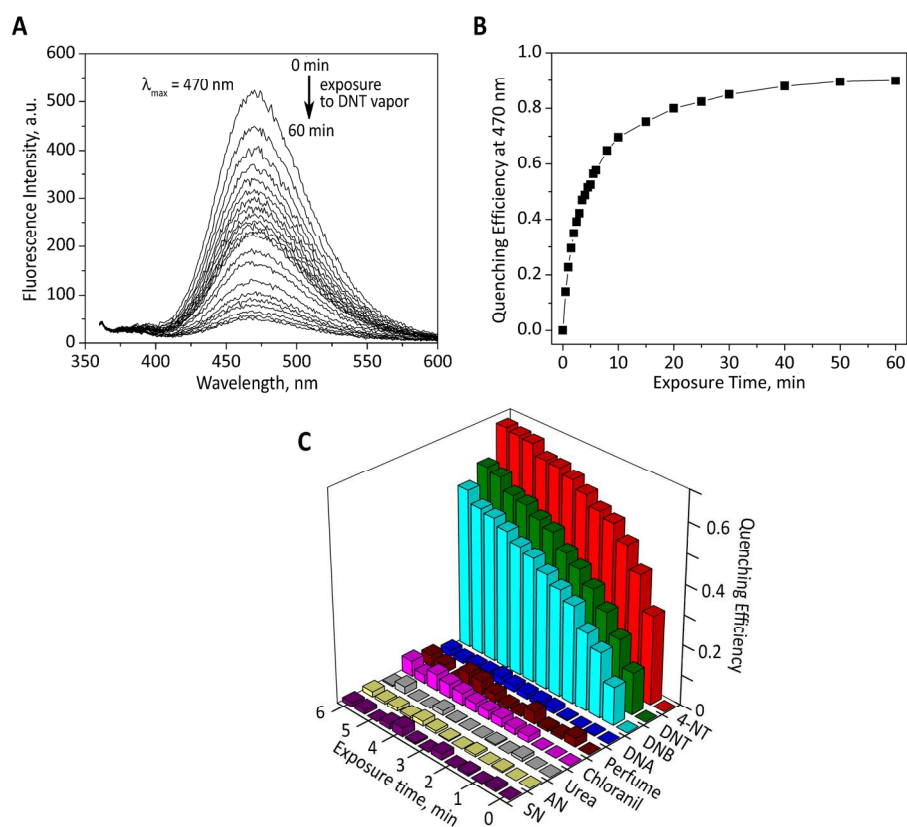 A
600
500
400
300
200
100
0
350
400
450
500
550
600
Fluorescence Intensity, a.u.
Wavelength, nm
λmax = 470 nm
0 min
exposure
to DNT vapor
60 min
B
1.0
0.8
0.6
0.4
0.2
0.0
0
10
20
30
40
50
60
Quenching Efficiency at 470 nm
Exposure Time, min
C
0.6
0.4
0.2
0
Quenching Efficiency
6
5
4
3
2
1
0
Exposure time, min
4-NT
DNT
DNB
DNA
Perfume
Chloranil
Urea
AN
SN